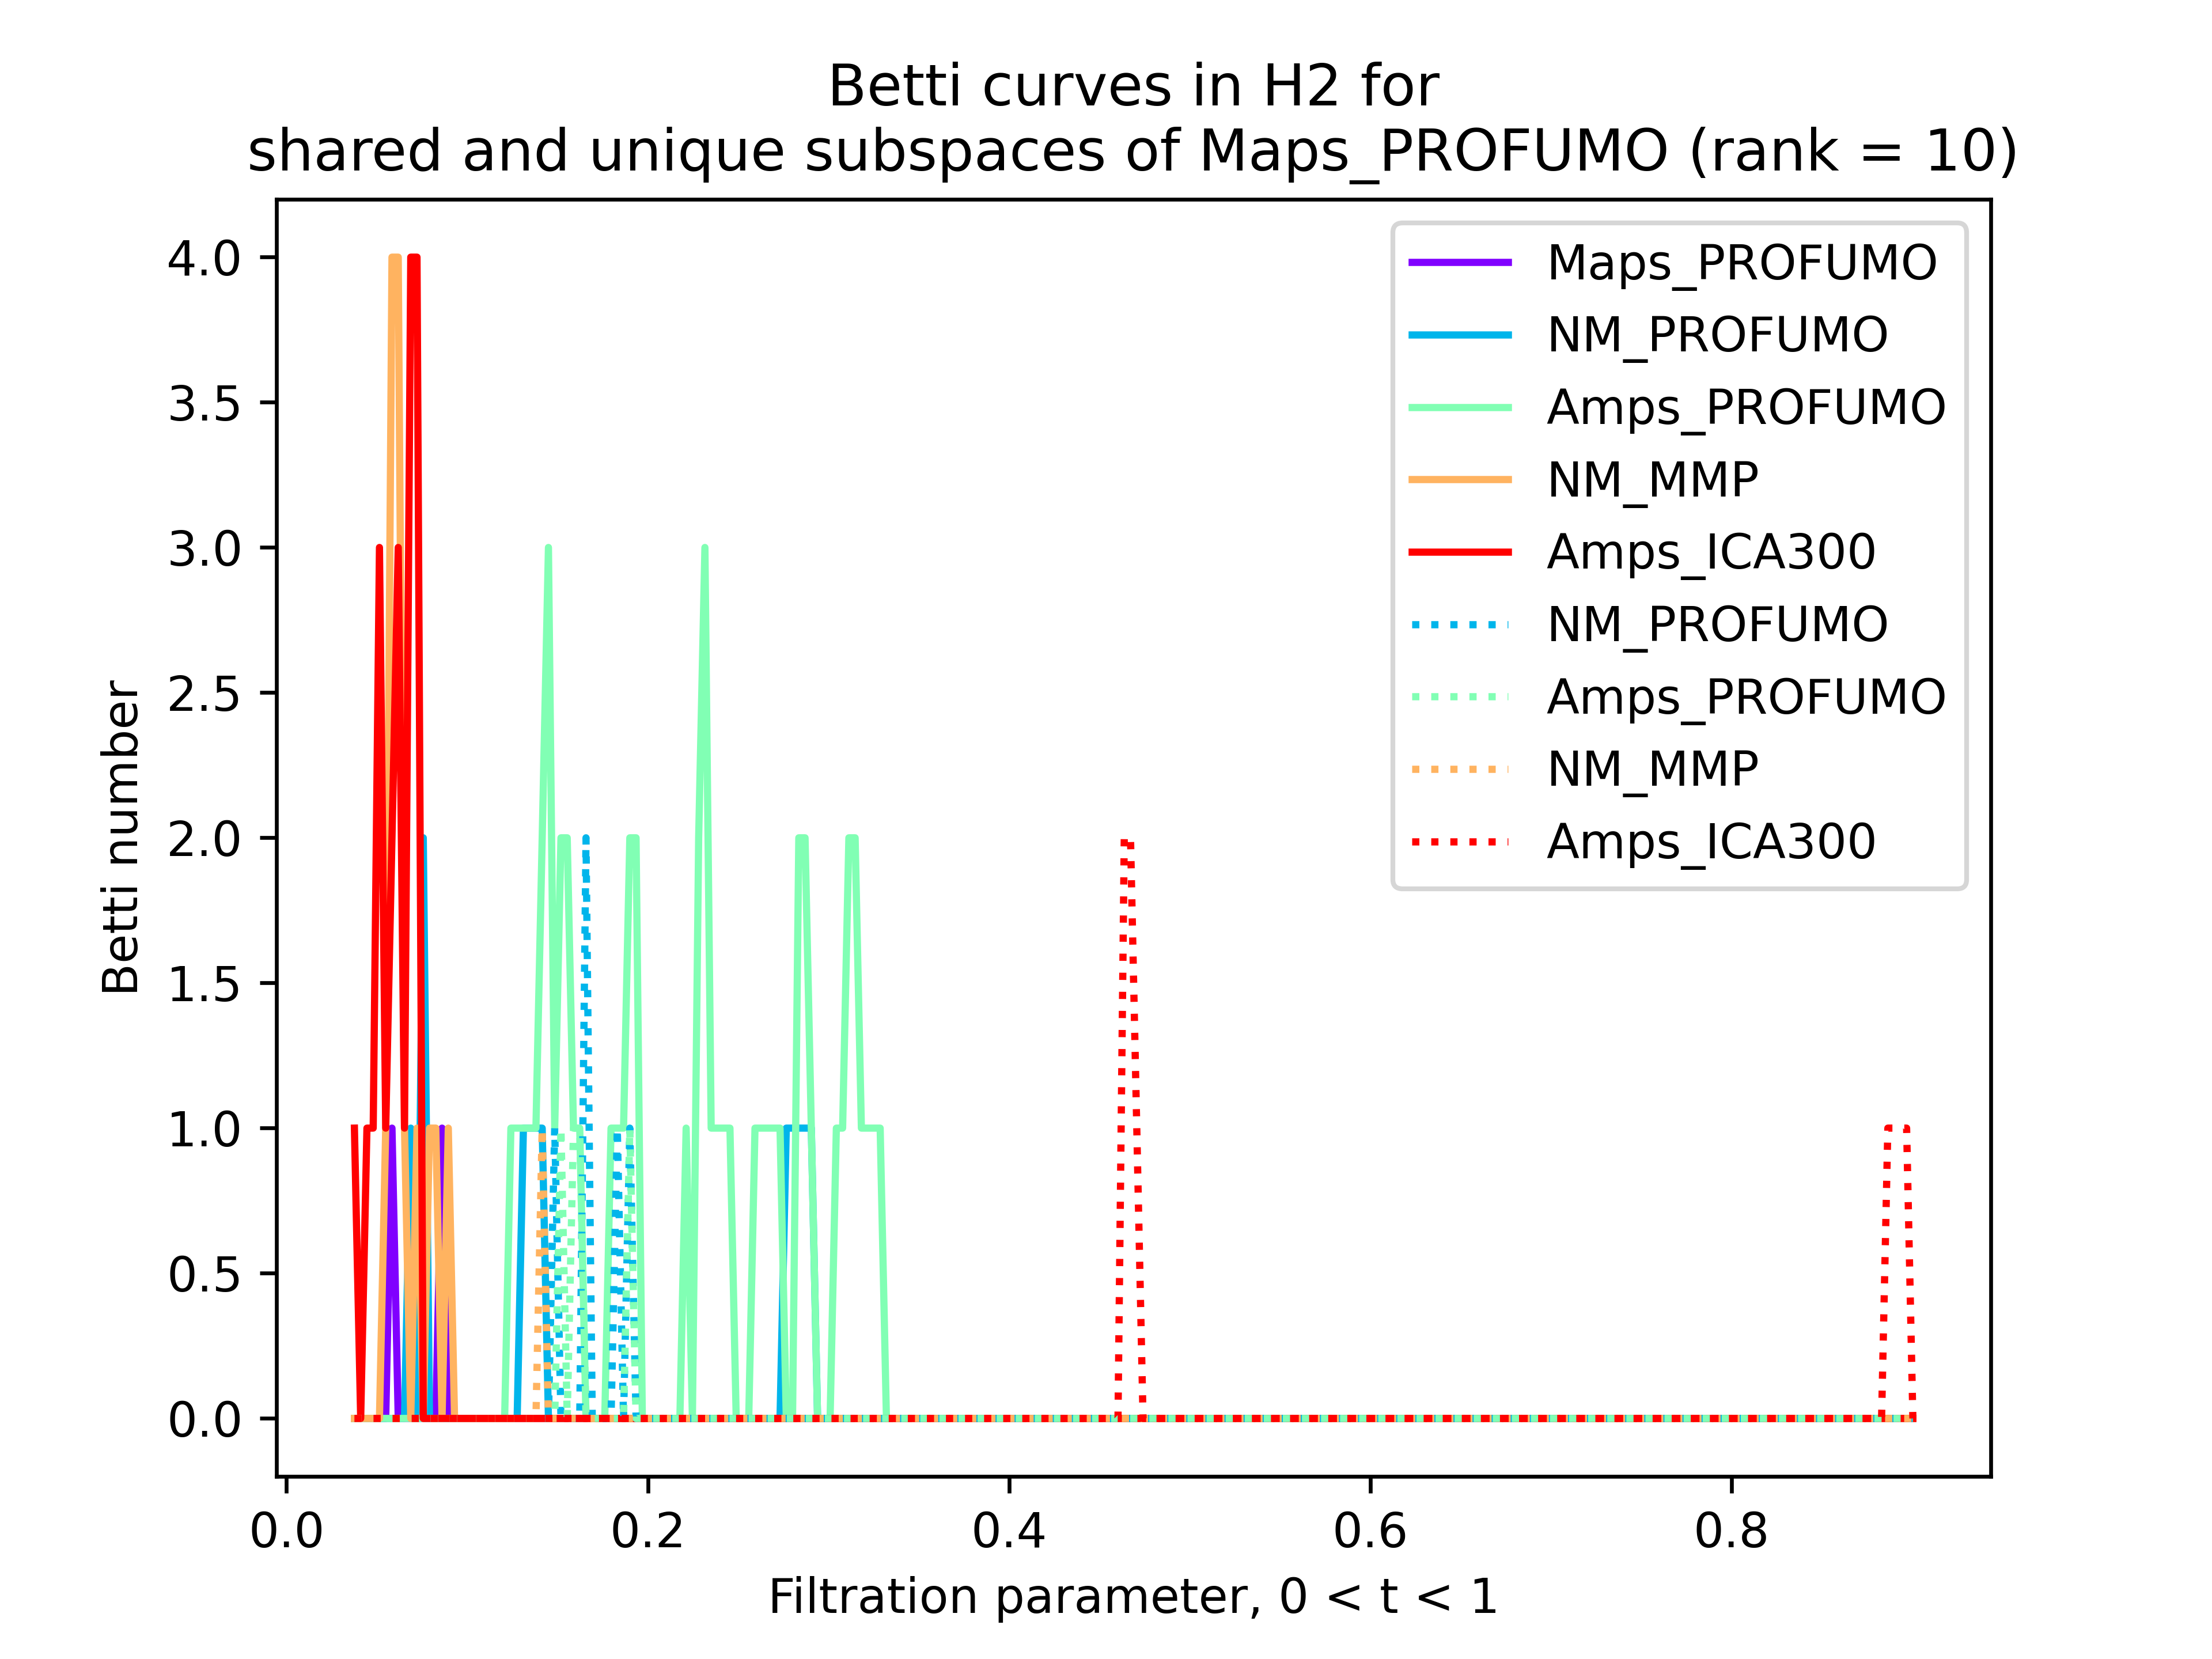 Betti curves in H2 for
shared and unique subspaces of Maps_PROFUMO (rank = 10)
Maps_PROFUMO
NM_PROFUMO
Amps_PROFUMO
NM_MMP
Amps_ICA300
NM_PROFUMO
Amps_PROFUMO
NM_MMP
Amps_ICA300
Betti number
4.0
3.5
3.0
2.5
2.0
1.5
1.0
0.5
0.0
0.0 0.2 0.4 0.6 0.8
Filtration parameter, 0 < t < 1